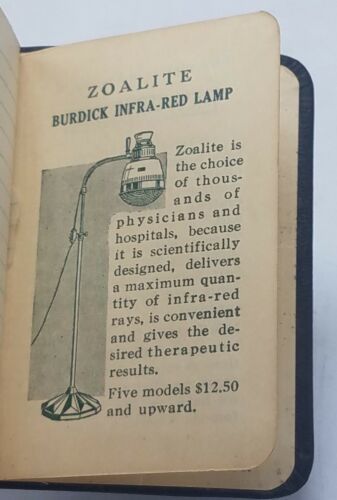 ZOALITE
BURDICK INFRA-RED LAMP
Zoalite is
the choice
of thous-
ands of
physicians and
hospitals, because
it is scientifically
designed, delivers
a maximum quan-
tity of infra-red
rays, is convenient
and gives the de-
sired therapeutic
results.
Five models $12.50
and upward.